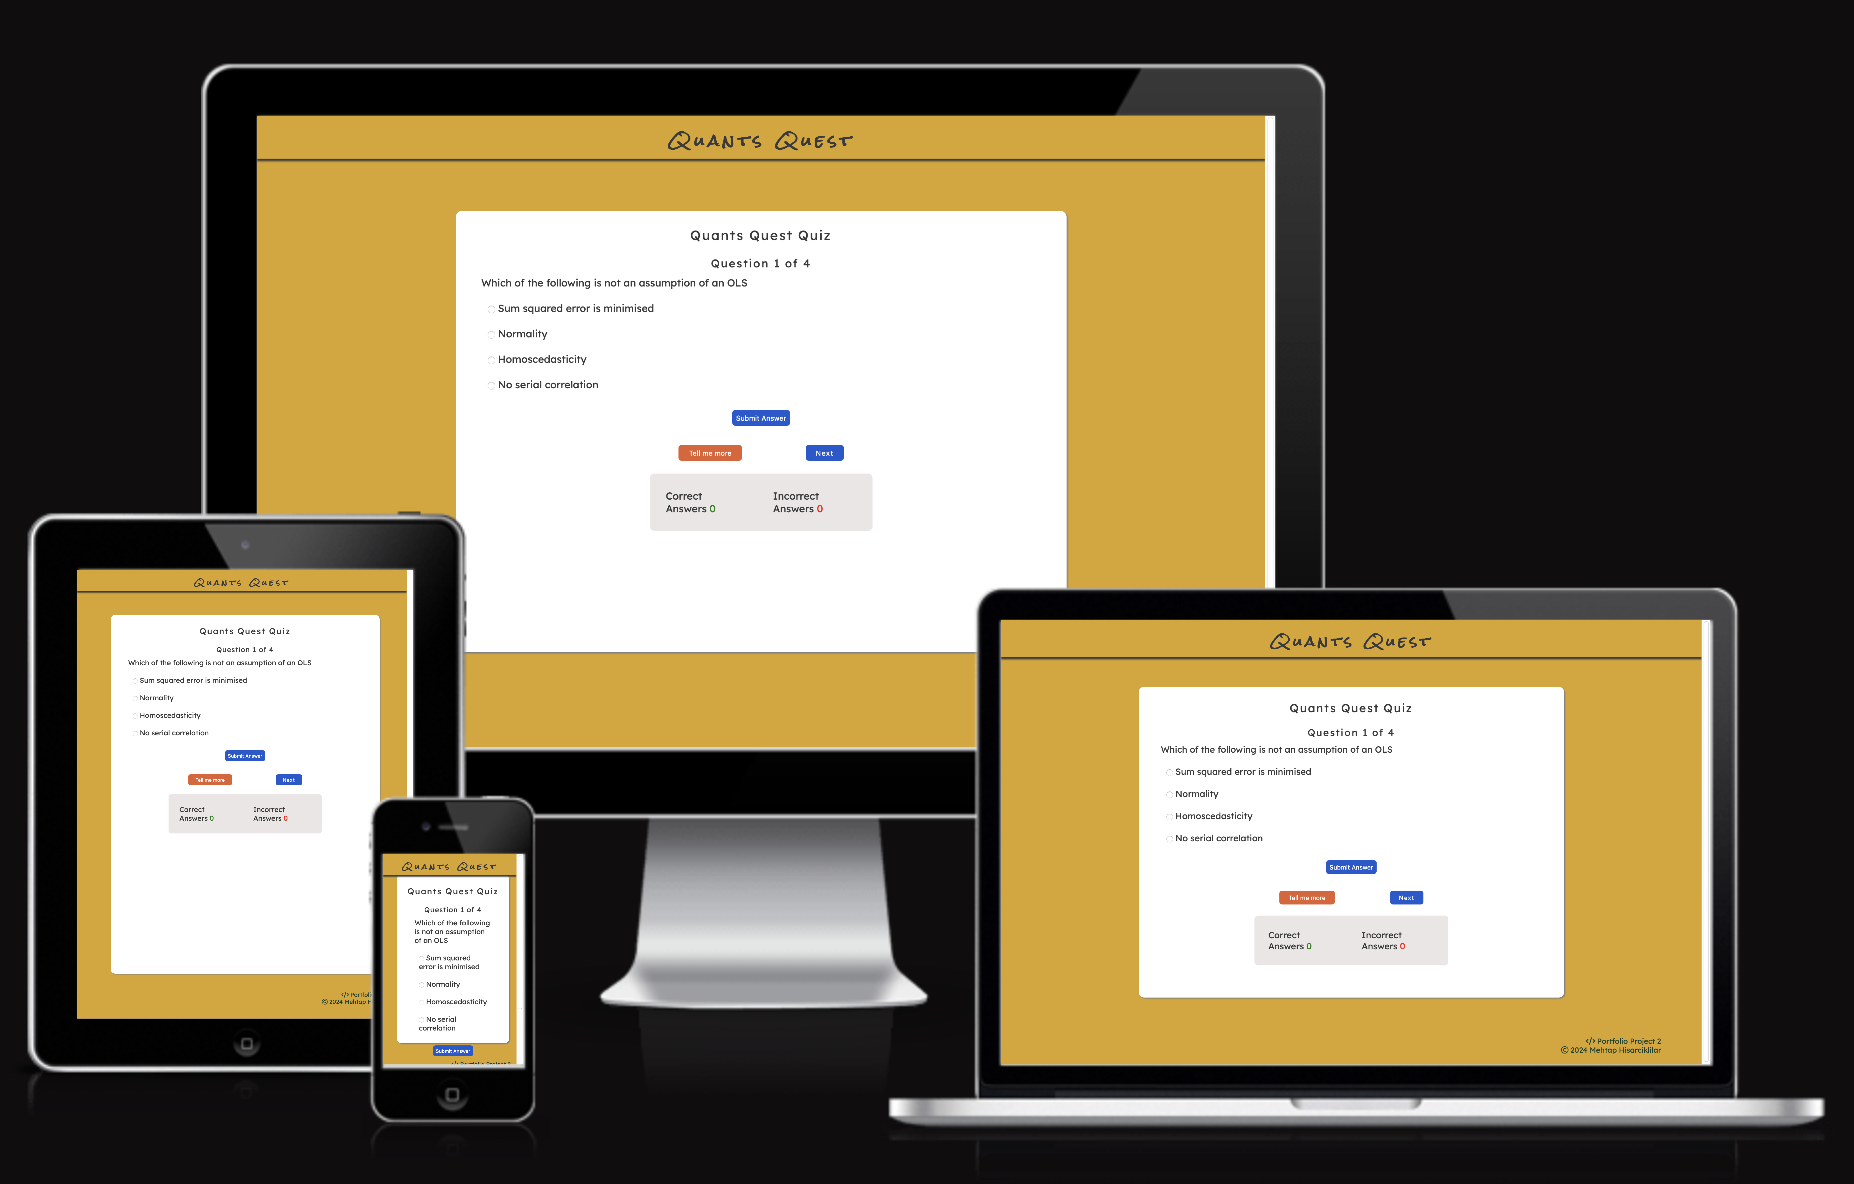 Quants Quest
Quants Quest Quiz
Question 1 of 4
Which of the following is not an assumption of an OLS
Sum squared error is minimised
Normality
Homoscedasticity
No serial correlation
Submit Answer
Tell me more Next
Correct Incorrect
Answers 0 Answers 0
Quants Quest
Quants Quest Quiz
Question 1 of 4
Which of the following is not an assumption of an OLS
Sum squared error is minimised
Normality
Homoscedasticity
No serial correlation
Submit Answer
Tell me more Next
Correct Incorrect
Answers 0 Answers 0
</> Portfolio
© 2024 Mehtap H
Quants Quest
Quants Quest Quiz
Question 1 of 4
Which of the following
is not an assumption
of an OLS
Sum squared
error is minimised
Normality
Homoscedasticity
No serial
correlation
Submit Answer
</> Portfolio Project 2
Quants Quest
Quants Quest Quiz
Question 1 of 4
Which of the following is not an assumption of an OLS
Sum squared error is minimised
Normality
Homoscedasticity
No serial correlation
Submit Answer
Tell me more Next
Correct Incorrect
Answers 0 Answers 0
</> Portfolio Project 2
© 2024 Mehtap Hisarciklilar